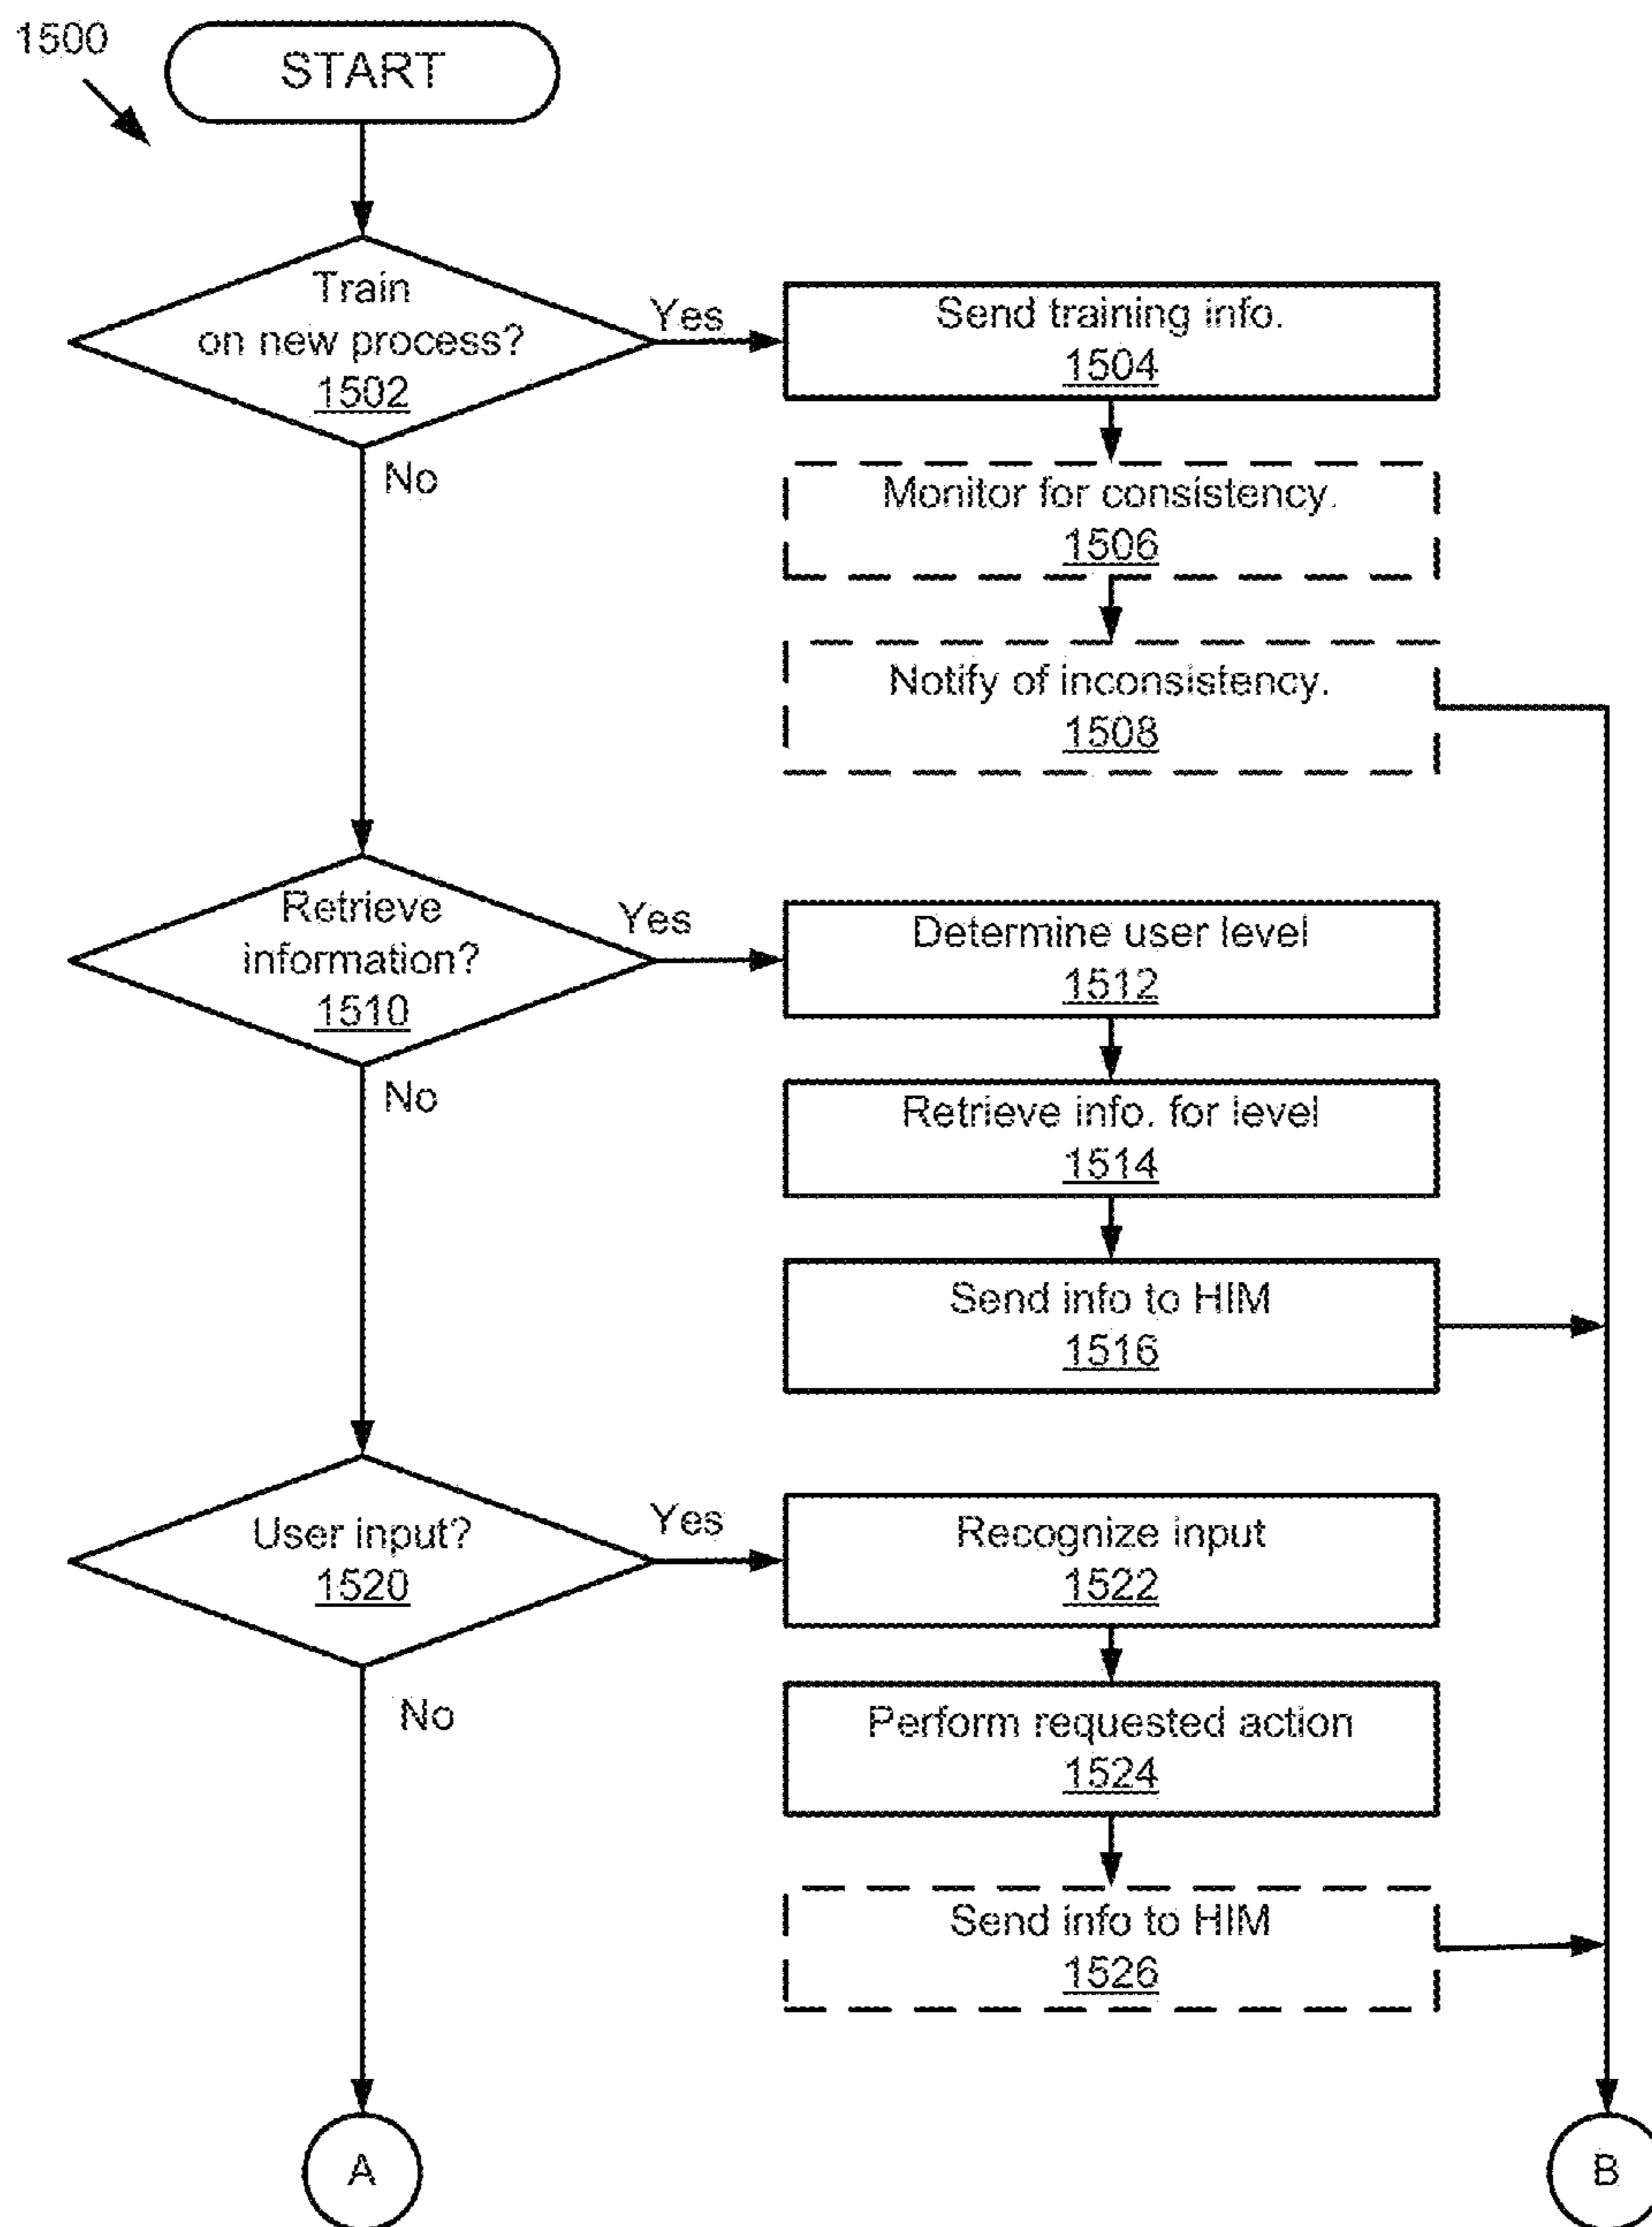 1500
START
Train
on new process?
1502
Yes
No
Send training info.
1504
Monitor for consistency.
1506
Notify of inconsistency.
1508
Retrieve
information?
1510
Yes
No
Determine user level
1512
Retrieve info. for level
1514
Send info to HIM
1516
User input?
1520
Yes
No
Recognize input
1522
Perform requested action
1524
Send info to HIM
1526
A
B